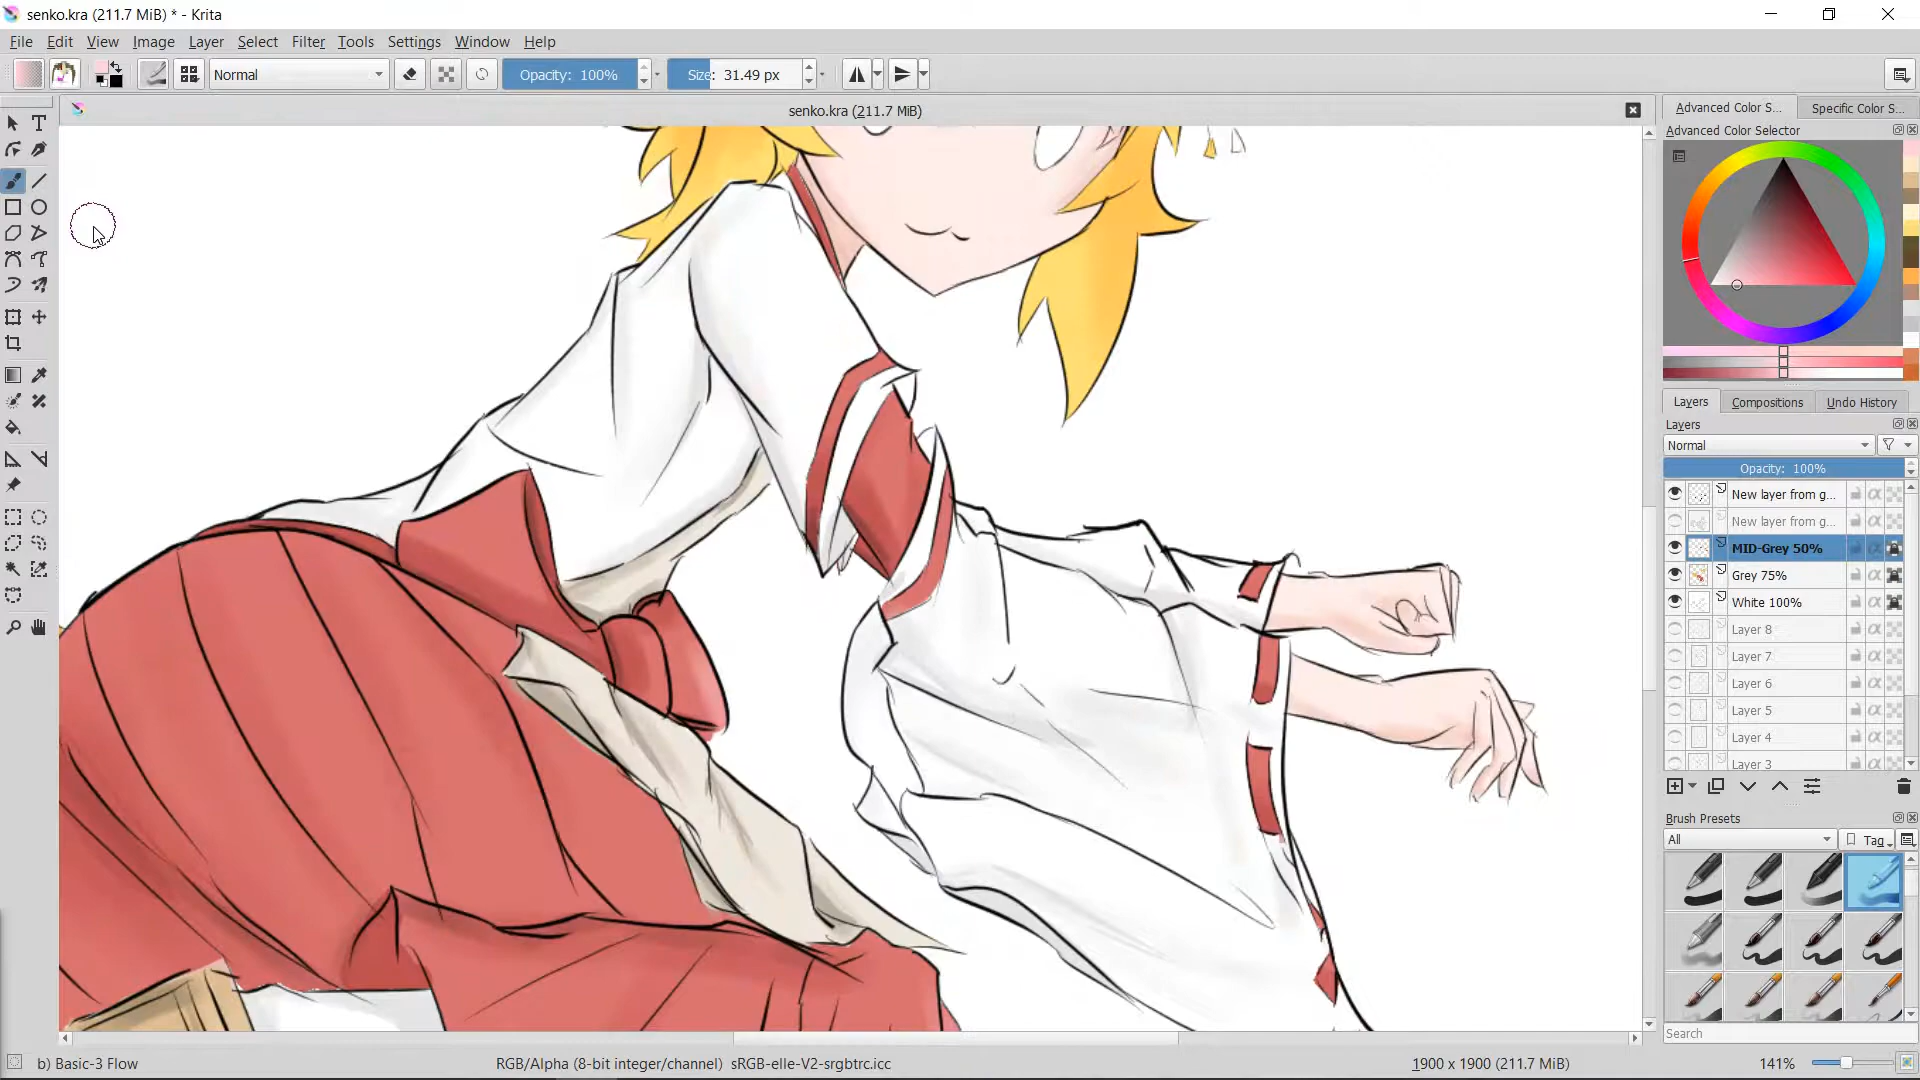 senko.kra (211.7 MiB) * - Krita
File Edit View Image Layer Select Filter Tools Settings Window Help
Normal Opacity: 100% Size: 31.49 px
senko.kra (211.7 MiB)
Advanced Color S... Specific Color S...
Advanced Color Selector
Layers Compositions Undo History
Layers
Normal
Opacity: 100%
New layer from g...
New layer from g...
MID-Grey 50%
Grey 75%
White 100%
Layer 8
Layer 7
Layer 6
Layer 5
Layer 4
Layer 3
Brush Presets
All Tag
Search
b) Basic-3 Flow RGB/Alpha (8-bit integer/channel) sRGB-elle-V2-srgbtrc.icc 1900 x 1900 (211.7 MiB) 141%